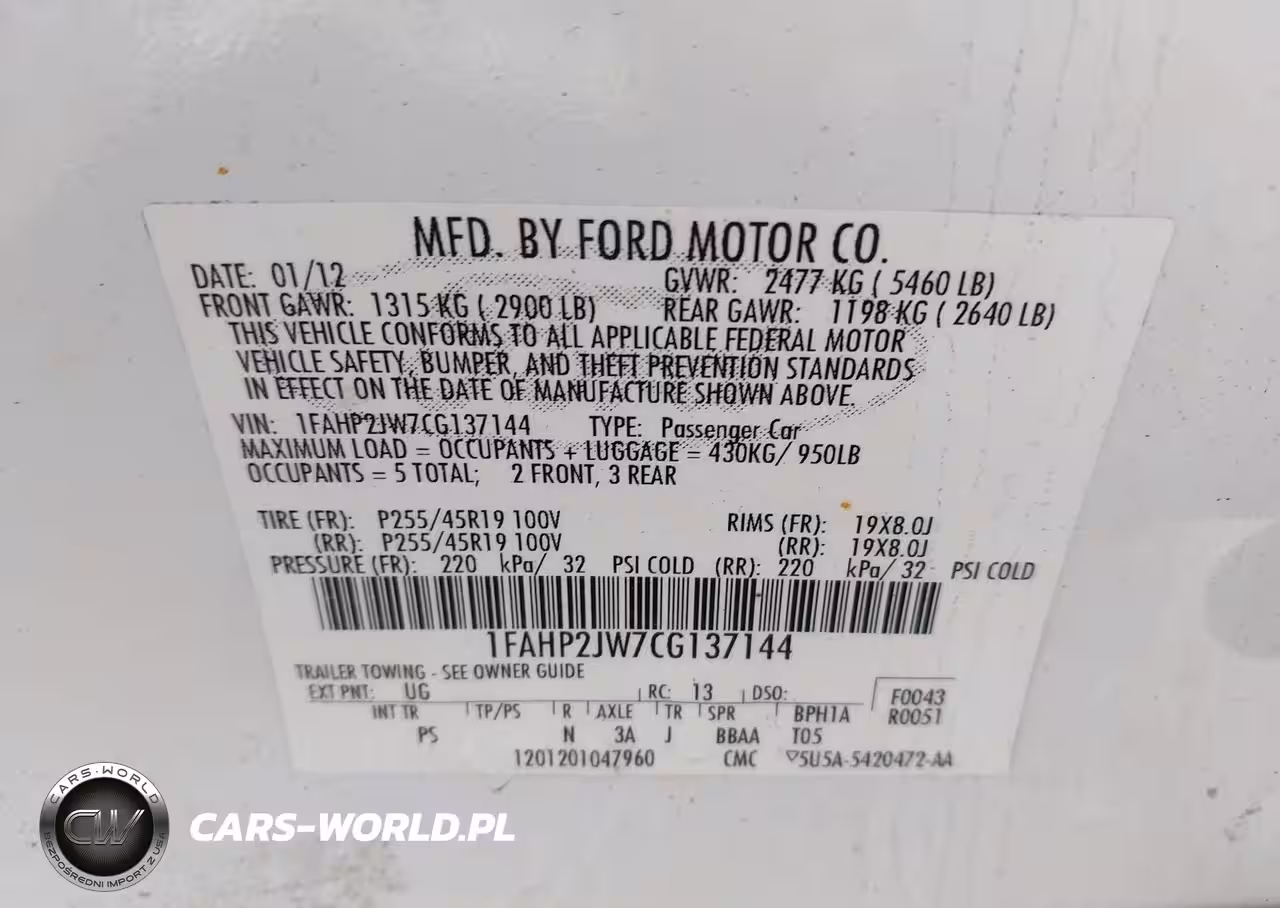 MFD. BY FORD MOTOR CO.
DATE: 01/12 GVWR: 2477 KG ( 5460 LB)
FRONT GAWR: 1315 KG ( 2900 LB) REAR GAWR: 1198 KG ( 2640 LB)
THIS VEHICLE CONFORMS TO ALL APPLICABLE FEDERAL MOTOR
VEHICLE SAFETY, BUMPER, AND THEFT PREVENTION STANDARDS
IN EFFECT ON THE DATE OF MANUFACTURE SHOWN ABOVE.
VIN: 1FAHP2JW7CG137144 TYPE: Passenger Car
MAXIMUM LOAD = OCCUPANTS + LUGGAGE = 430KG/ 950LB
OCCUPANTS = 5 TOTAL; 2 FRONT, 3 REAR
TIRE (FR): P255/45R19 100V RIMS (FR): 19X8.0J
(RR): P255/45R19 100V (RR): 19X8.0J
PRESSURE (FR): 220 kPa/ 32 PSI COLD (RR): 220 kPa/ 32 PSI COLD
1FAHP2JW7CG137144
TRAILER TOWING - SEE OWNER GUIDE
EXT PNT: UG RC: 13 DSO: F0043
INT TR TP/PS R AXLE TR SPR BPH1A R0051
PS N 3A J BBAA T05
1201201047960 CMC ▽5U5A-5420472-AA
CARS-WORLD
CW
BEZPOŚREDNI IMPORT Z USA
CARS-WORLD.PL